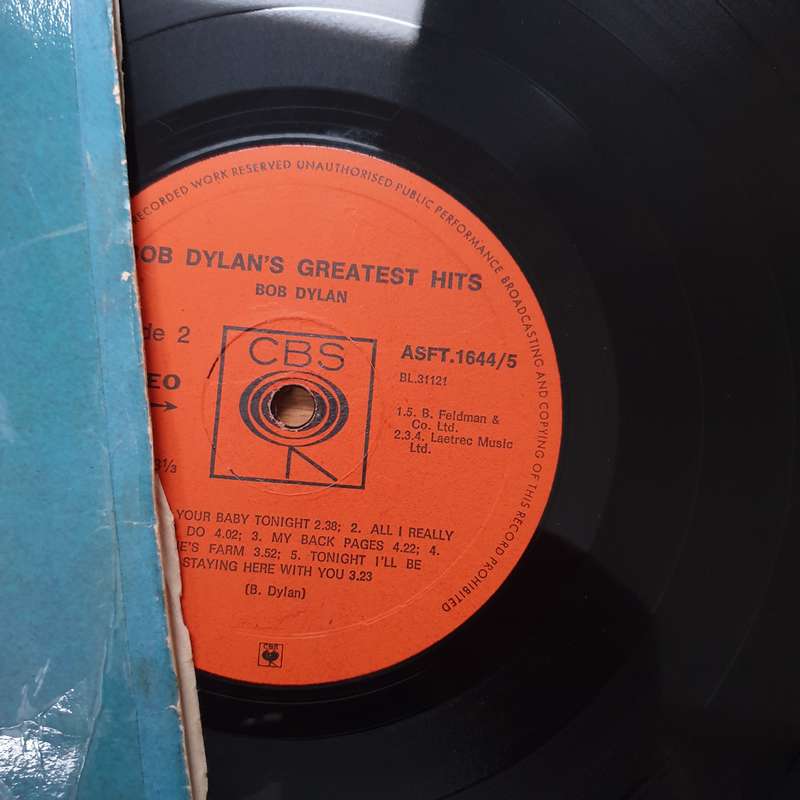 RECORDED WORK RESERVED UNAUTHORISED PUBLIC PERFORMANCE BROADCASTING AND COPYING OF THIS RECORD PROHIBITED
OB DYLAN'S GREATEST HITS
BOB DYLAN
de 2
CBS
ASFT.1644/5
EO
BL.31121
1.5. B. Feldman &
Co. Ltd.
2.3.4. Laetrec Music
Ltd.
3⅓
YOUR BABY TONIGHT 2.38; 2. ALL I REALLY
DO 4.02; 3. MY BACK PAGES 4.22; 4.
E'S FARM 3.52; 5. TONIGHT I'LL BE
STAYING HERE WITH YOU 3.23
(B. Dylan)
CBS